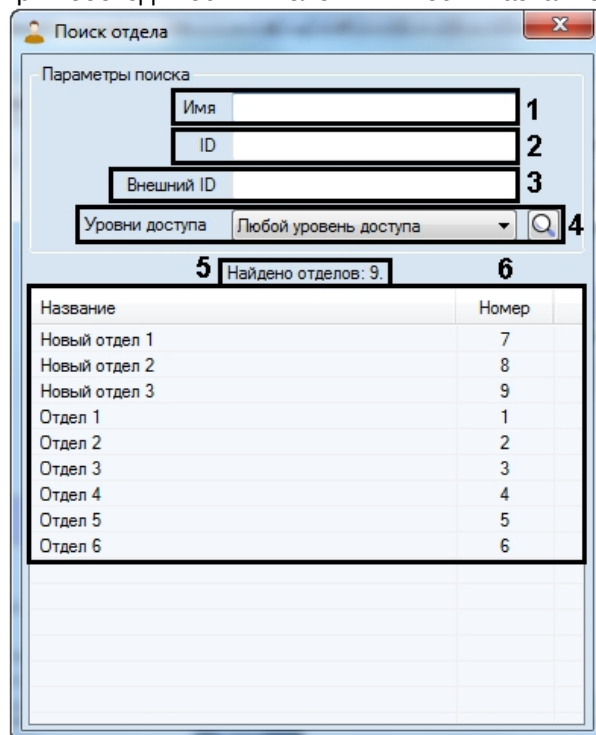 Поиск отдела
Параметры поиска
Имя 1
ID 2
Внешний ID 3
Уровни доступа Любой уровень доступа 4
5 Найдено отделов: 9. 6
Название Номер
Новый отдел 1 7
Новый отдел 2 8
Новый отдел 3 9
Отдел 1 1
Отдел 2 2
Отдел 3 3
Отдел 4 4
Отдел 5 5
Отдел 6 6